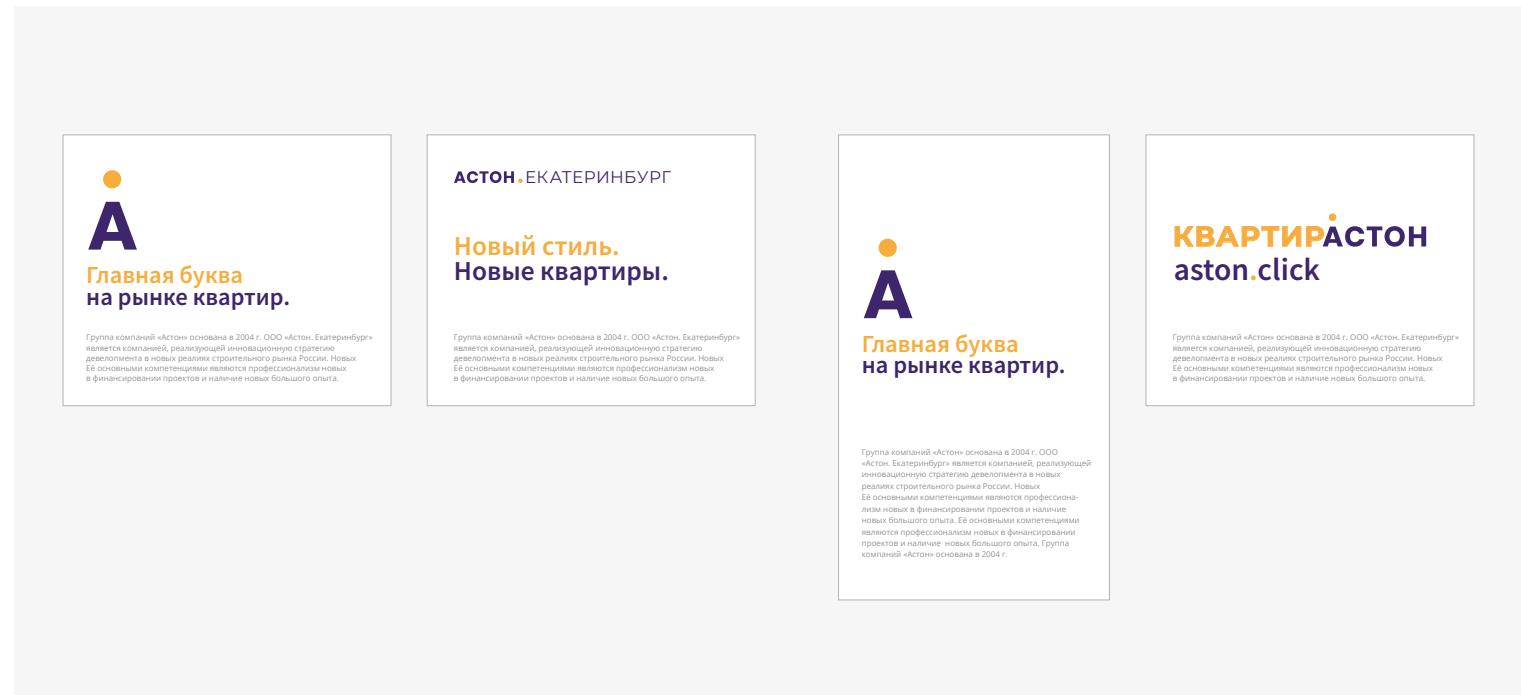 А
Главная буква
на рынке квартир.
Группа компаний «Астон» основана в 2004 г. ООО «Астон. Екатеринбург»
является компанией, реализующей инновационную стратегию
девелопмента в новых реалиях строительного рынка России. Новых
Её основными компетенциями являются профессионализм новых
в финансировании проектов и наличие новых большого опыта.
АСТОН.ЕКАТЕРИНБУРГ
Новый стиль.
Новые квартиры.
Группа компаний «Астон» основана в 2004 г. ООО «Астон. Екатеринбург»
является компанией, реализующей инновационную стратегию
девелопмента в новых реалиях строительного рынка России. Новых
Её основными компетенциями являются профессионализм новых
в финансировании проектов и наличие новых большого опыта.
А
Главная буква
на рынке квартир.
Группа компаний «Астон» основана в 2004 г. ООО
«Астон. Екатеринбург» является компанией, реализующей
инновационную стратегию девелопмента в новых
реалиях строительного рынка России. Новых
Её основными компетенциями являются профессиона-
лизм новых в финансировании проектов и наличие
новых большого опыта. Её основными компетенциями
являются профессионализм новых в финансировании
проектов и наличие новых большого опыта. Группа
компаний «Астон» основана в 2004 г.
КВАРТИРАСТОН
aston.click
Группа компаний «Астон» основана в 2004 г. ООО «Астон. Екатеринбург»
является компанией, реализующей инновационную стратегию
девелопмента в новых реалиях строительного рынка России. Новых
Её основными компетенциями являются профессионализм новых
в финансировании проектов и наличие новых большого опыта.